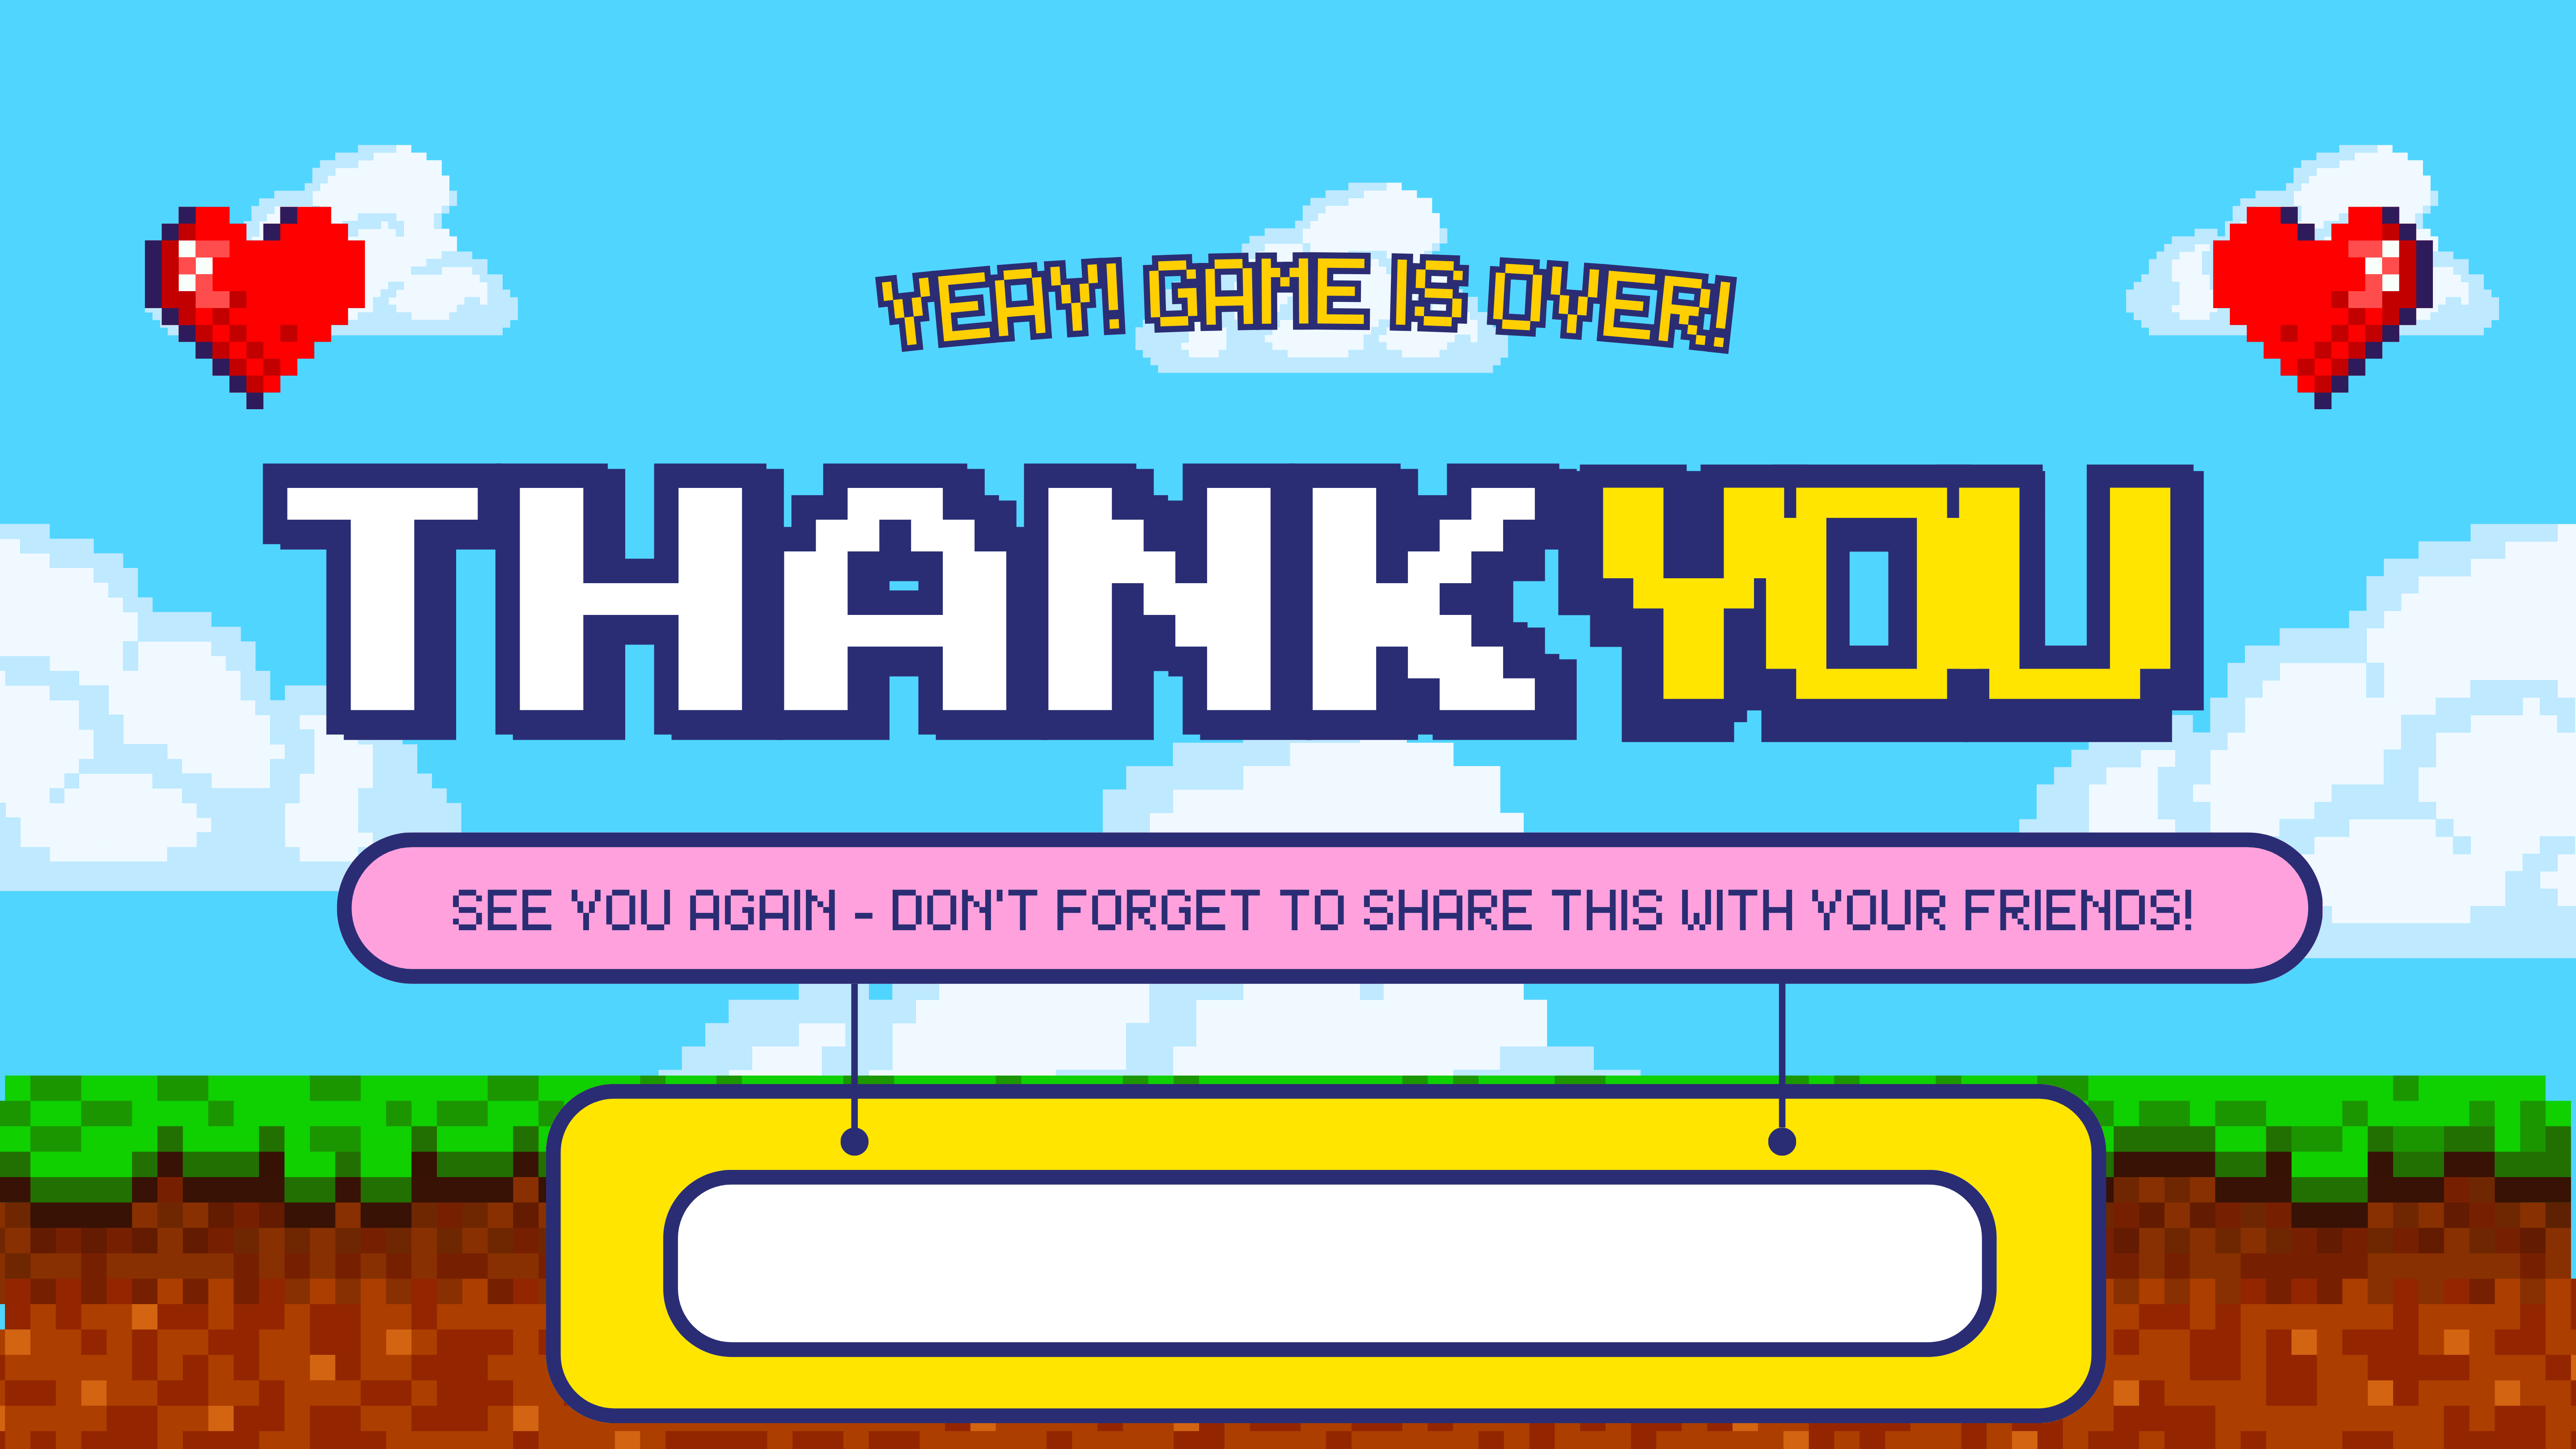 YEAY! GAME IS OVER!
THANK YOU
SEE YOU AGAIN - DON'T FORGET TO SHARE THIS WITH YOUR FRIENDS!